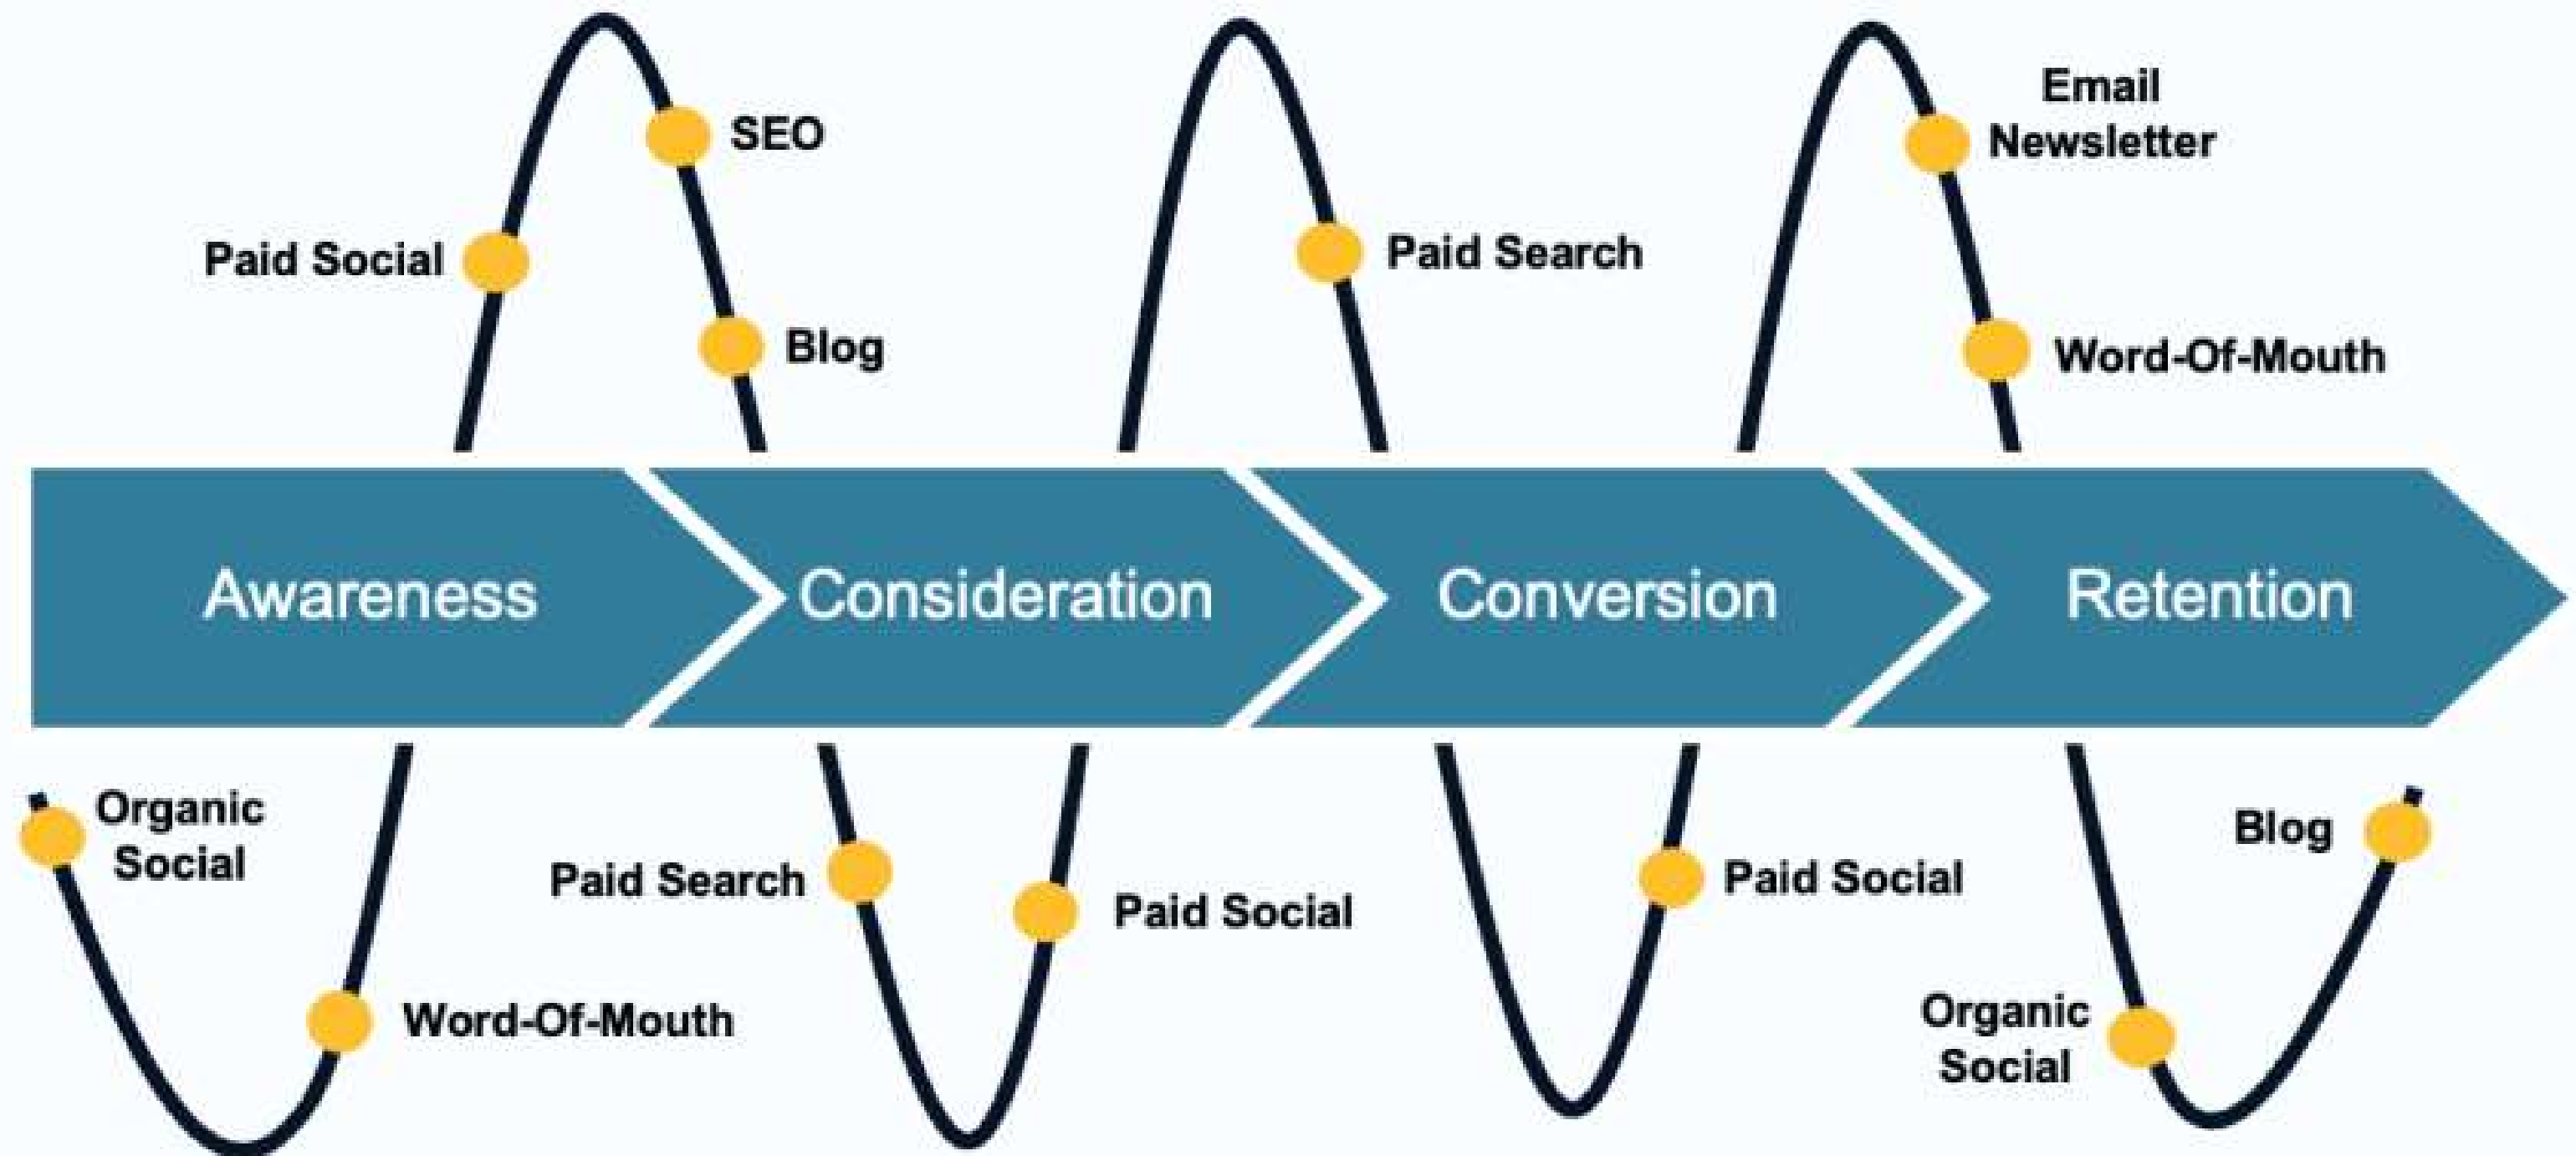 Email
Newsletter
SEO
Paid Social
Paid Search
Blog
Word-Of-Mouth
Awareness
Consideration
Conversion
Retention
Organic
Social
Blog
Paid Search
Paid Social
Paid Social
Word-Of-Mouth
Organic
Social